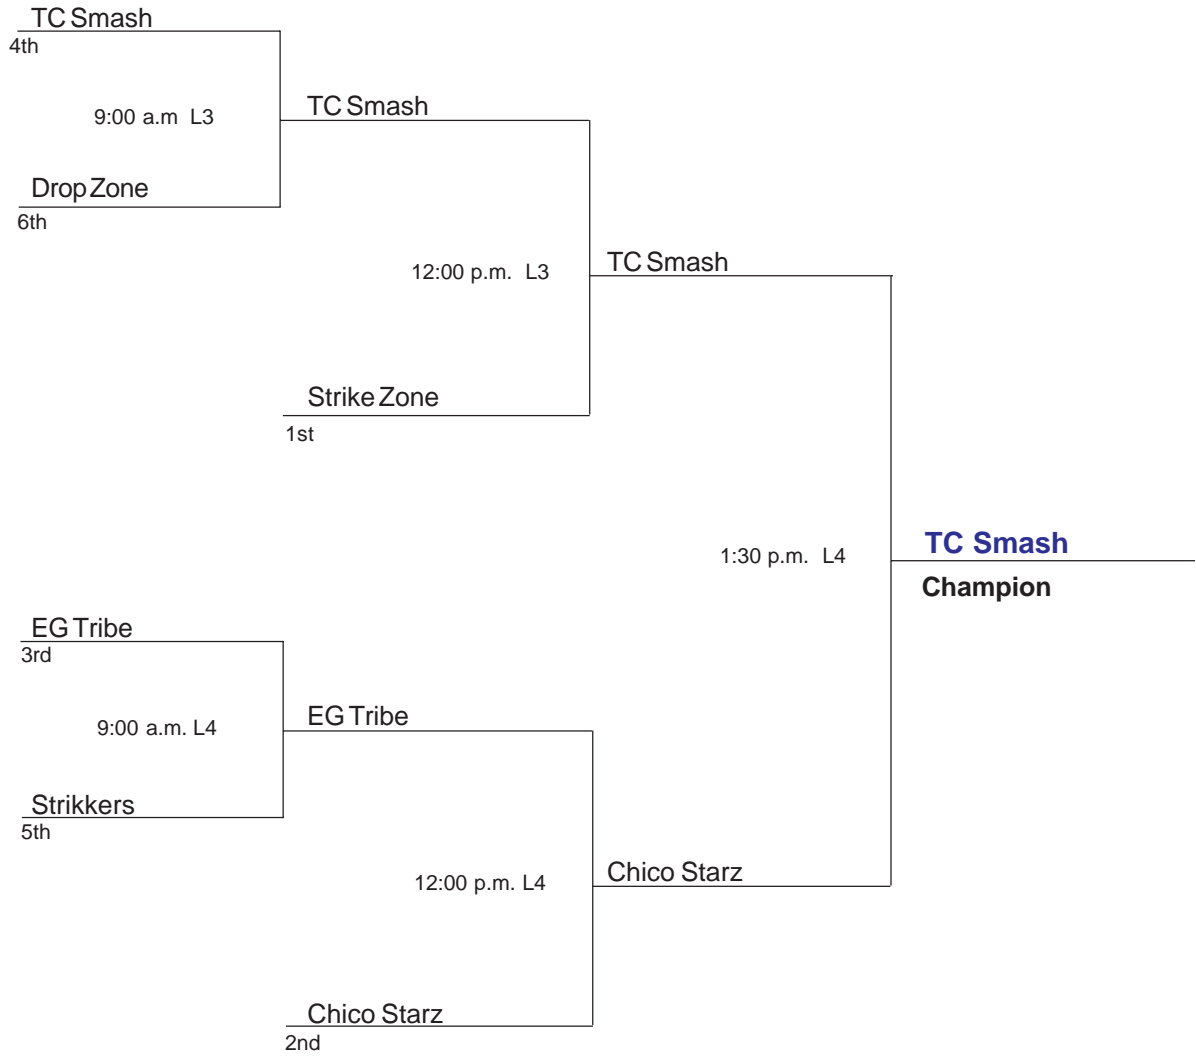 TC Smash
4th
9:00 a.m L3
TC Smash
Drop Zone
6th
12:00 p.m. L3
TC Smash
Strike Zone
1st
1:30 p.m. L4
TC Smash
Champion
EG Tribe
3rd
9:00 a.m. L4
EG Tribe
Strikkers
5th
12:00 p.m. L4
Chico Starz
Chico Starz
2nd